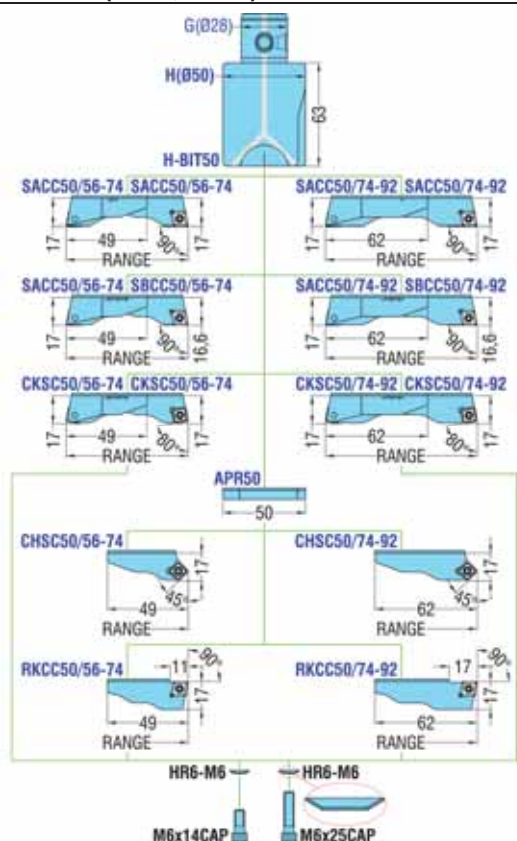 G(Ø28)
H(Ø50)
63
H-BIT50
SACC50/56-74 SACC50/56-74
SACC50/74-92 SACC50/74-92
17 49 90° 17
RANGE
17 62 90° 17
RANGE
SACC50/56-74 SBCC50/56-74
SACC50/74-92 SBCC50/74-92
17 49 90° 16,6
RANGE
17 62 90° 16,6
RANGE
CKSC50/56-74 CKSC50/56-74
CKSC50/74-92 CKSC50/74-92
17 49 80° 17
RANGE
17 62 80° 17
RANGE
APR50
50
CHSC50/56-74
CHSC50/74-92
49 45° 17
RANGE
62 45° 17
RANGE
RKCC50/56-74
RKCC50/74-92
11 90° 17
49
RANGE
17 90° 17
62
RANGE
HR6-M6
HR6-M6
M6x14CAP
M6x25CAP